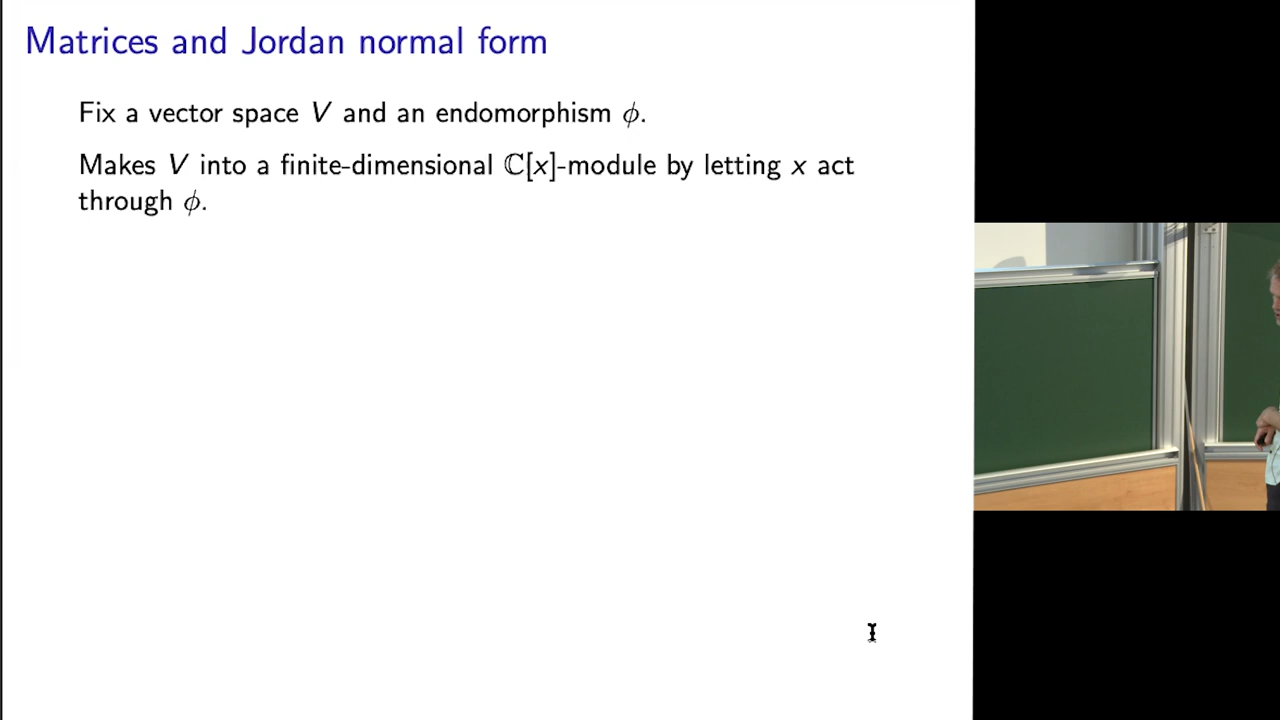 Matrices and Jordan normal form
Fix a vector space V and an endomorphism ϕ.
Makes V into a finite-dimensional ℂ[x]-module by letting x act
through ϕ.